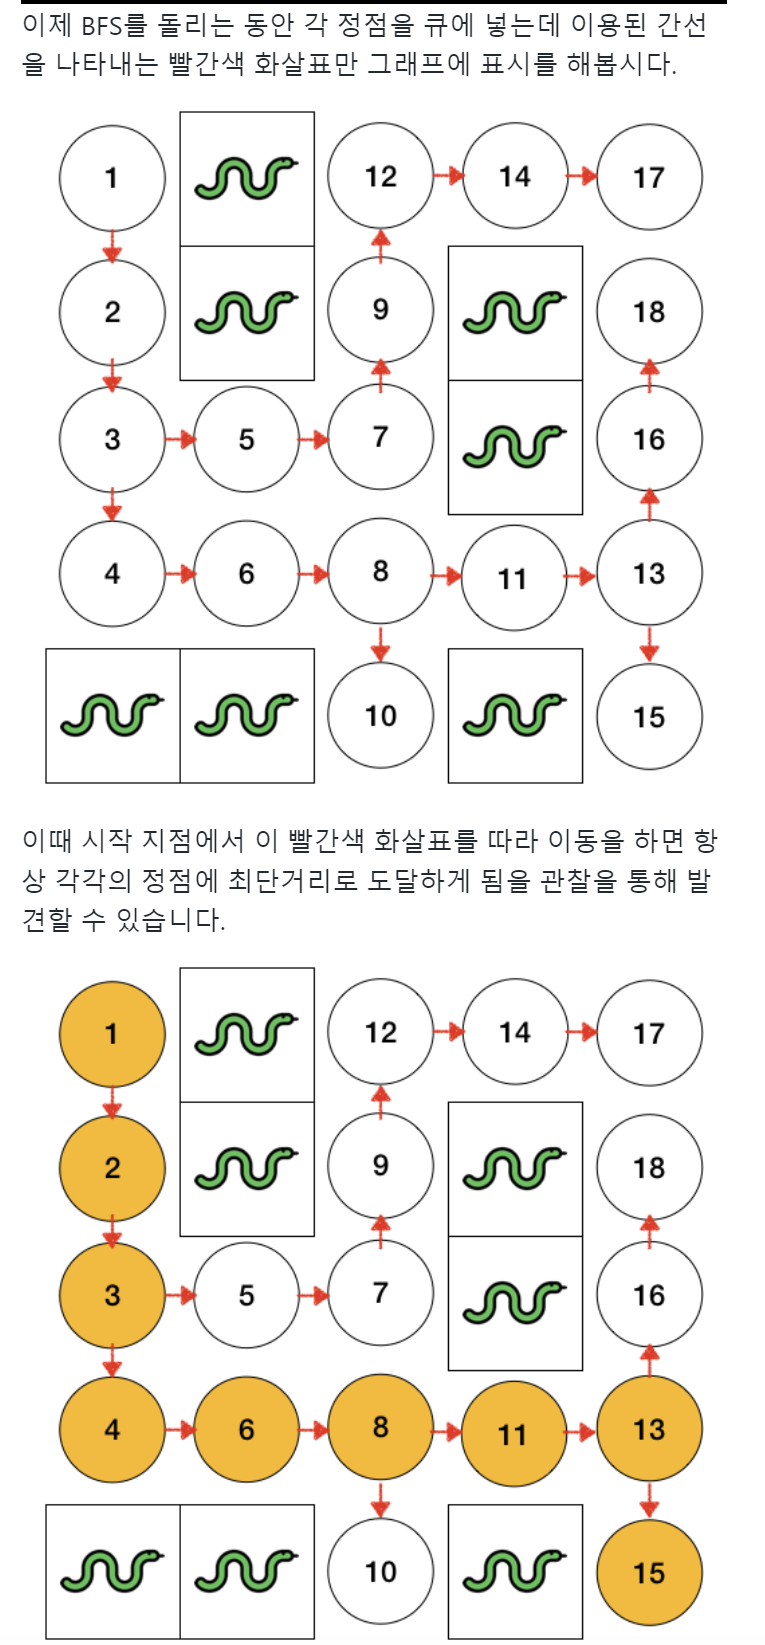 이제 BFS를 돌리는 동안 각 정점을 큐에 넣는데 이용된 간선
을 나타내는 빨간색 화살표만 그래프에 표시를 해봅시다.
1 12 14 17
2 9 18
3 5 7 16
4 6 8 11 13
10 15
이때 시작 지점에서 이 빨간색 화살표를 따라 이동을 하면 항
상 각각의 정점에 최단거리로 도달하게 됨을 관찰을 통해 발
견할 수 있습니다.
1 12 14 17
2 9 18
3 5 7 16
4 6 8 11 13
10 15